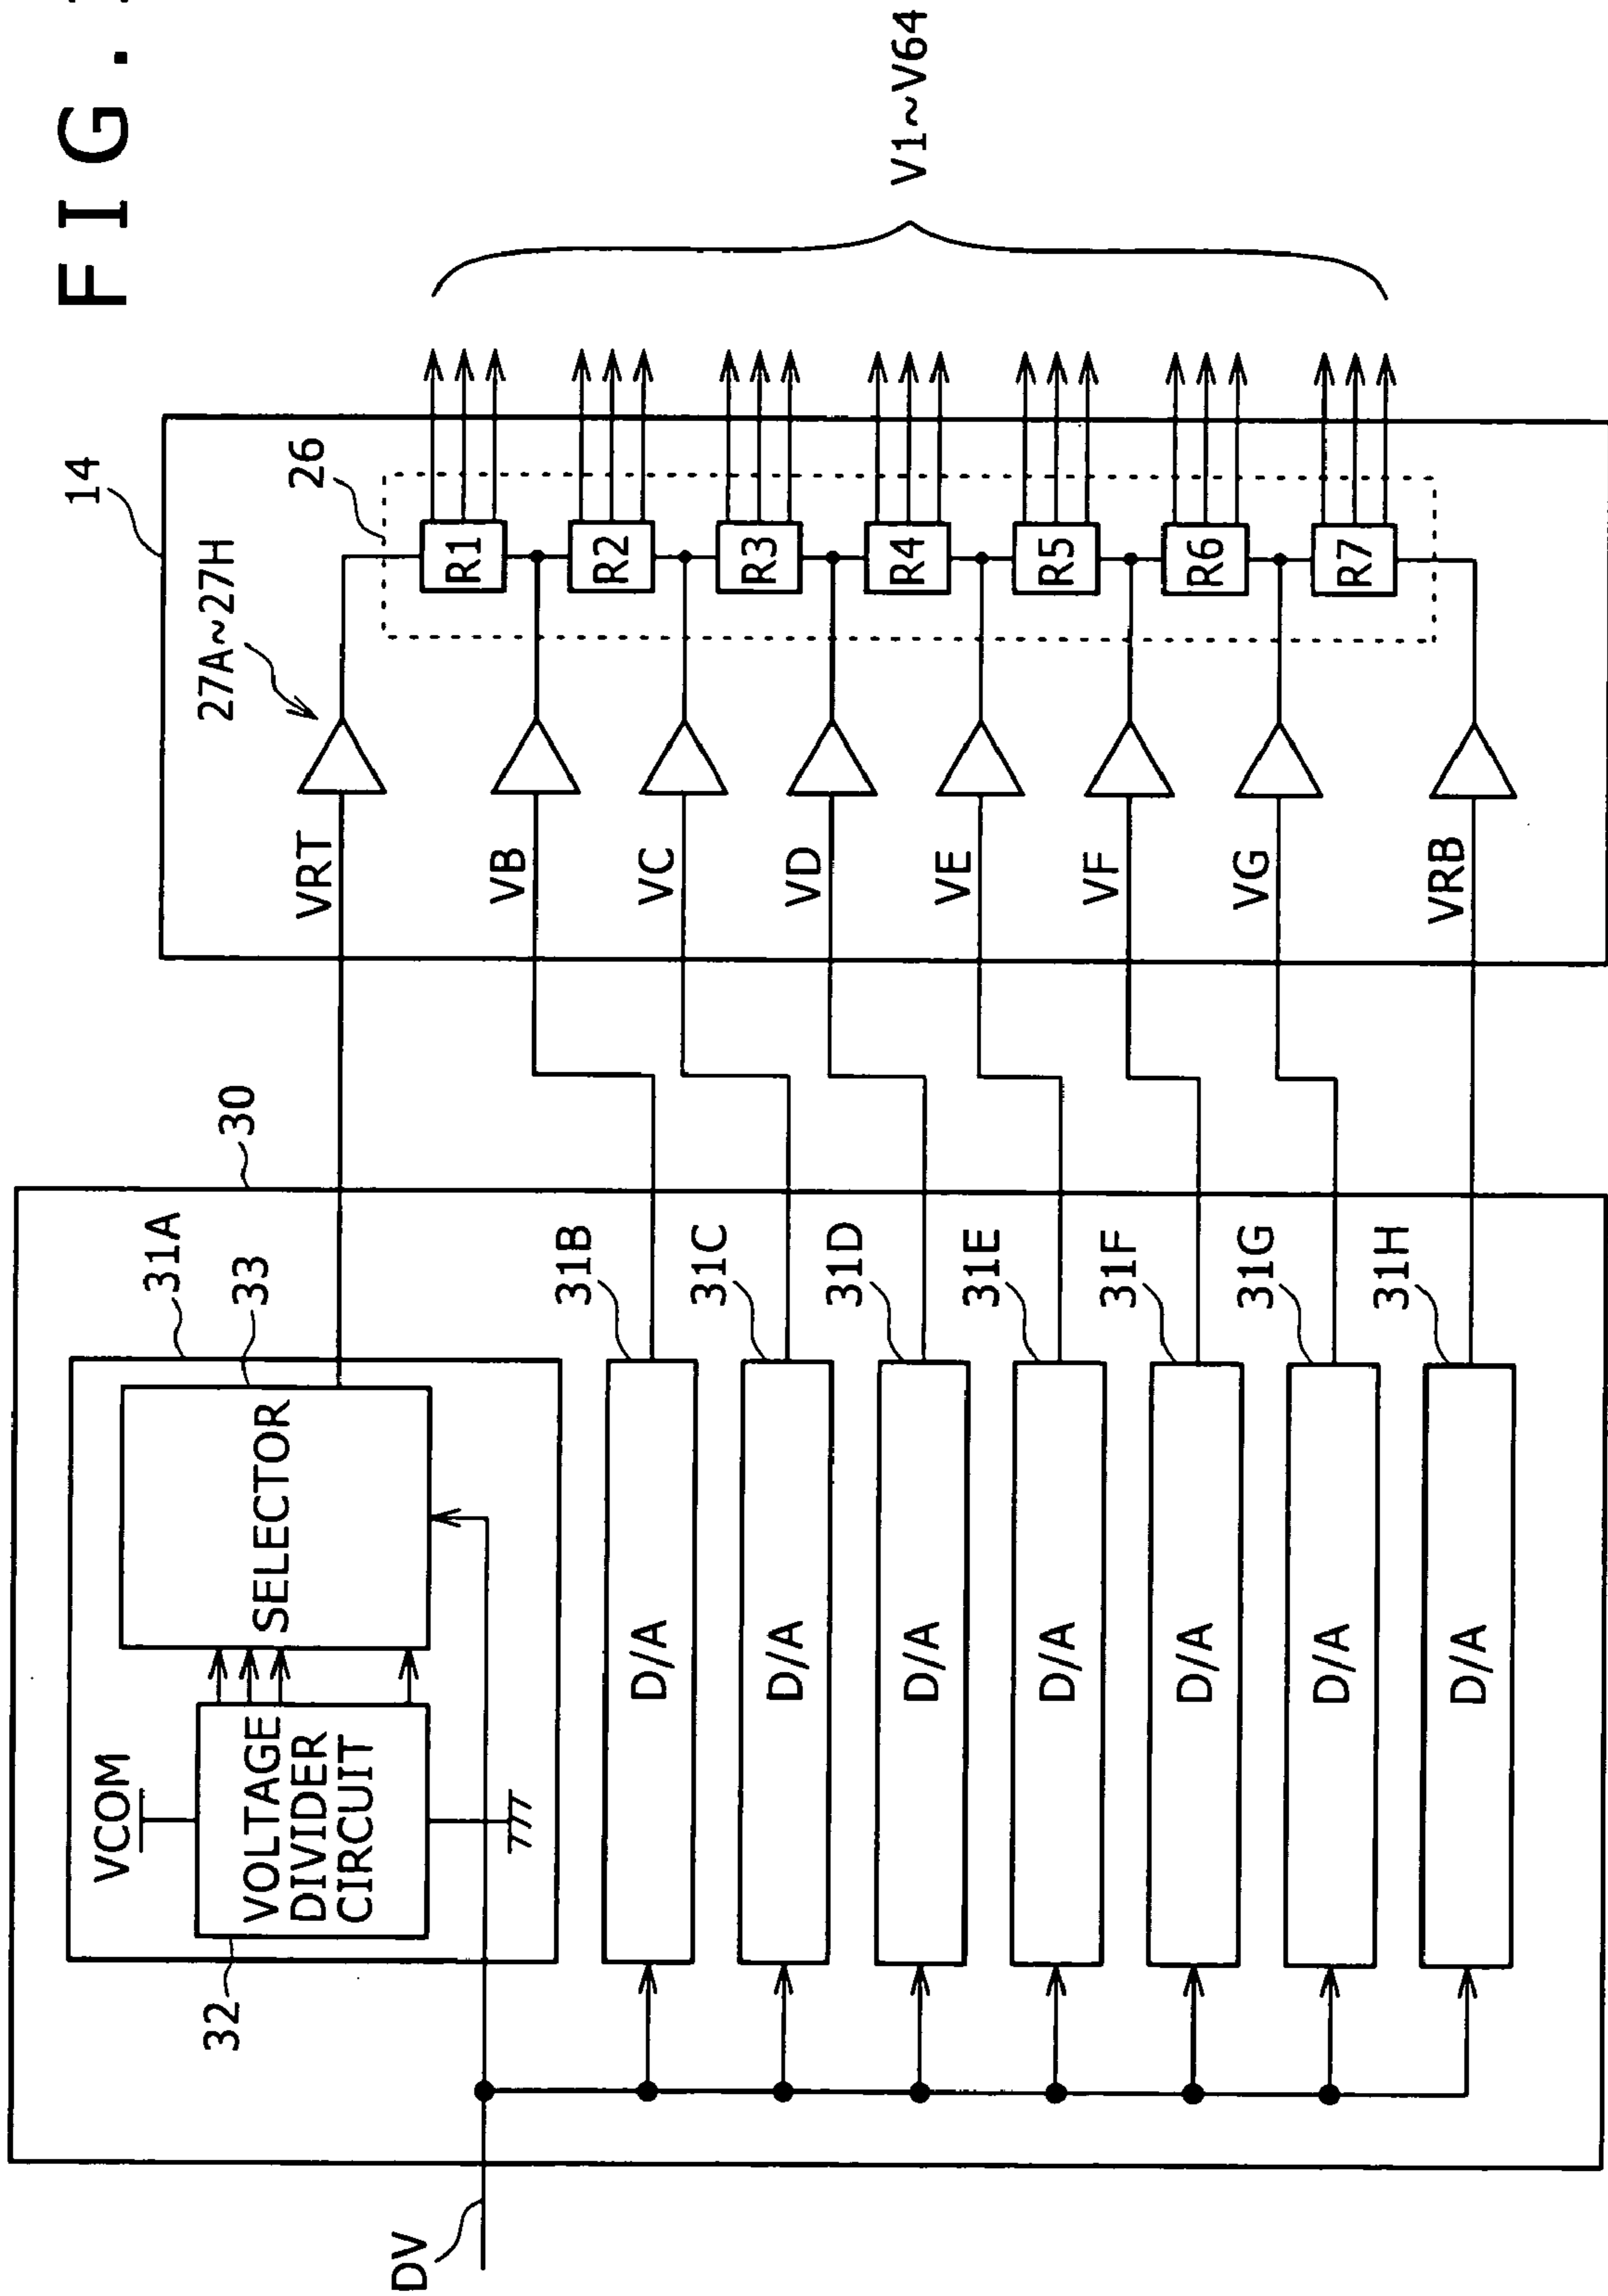 FIG.
14
26
27A~27H
V1~V64
VRT
VB
VC
VD
VE
VF
VG
VRB
R1
R2
R3
R4
R5
R6
R7
30
31A
33
SELECTOR
VCOM
VOLTAGE
DIVIDER
CIRCUIT
32
31B
31C
31D
31E
31F
31G
31H
D/A
D/A
D/A
D/A
D/A
D/A
D/A
DV